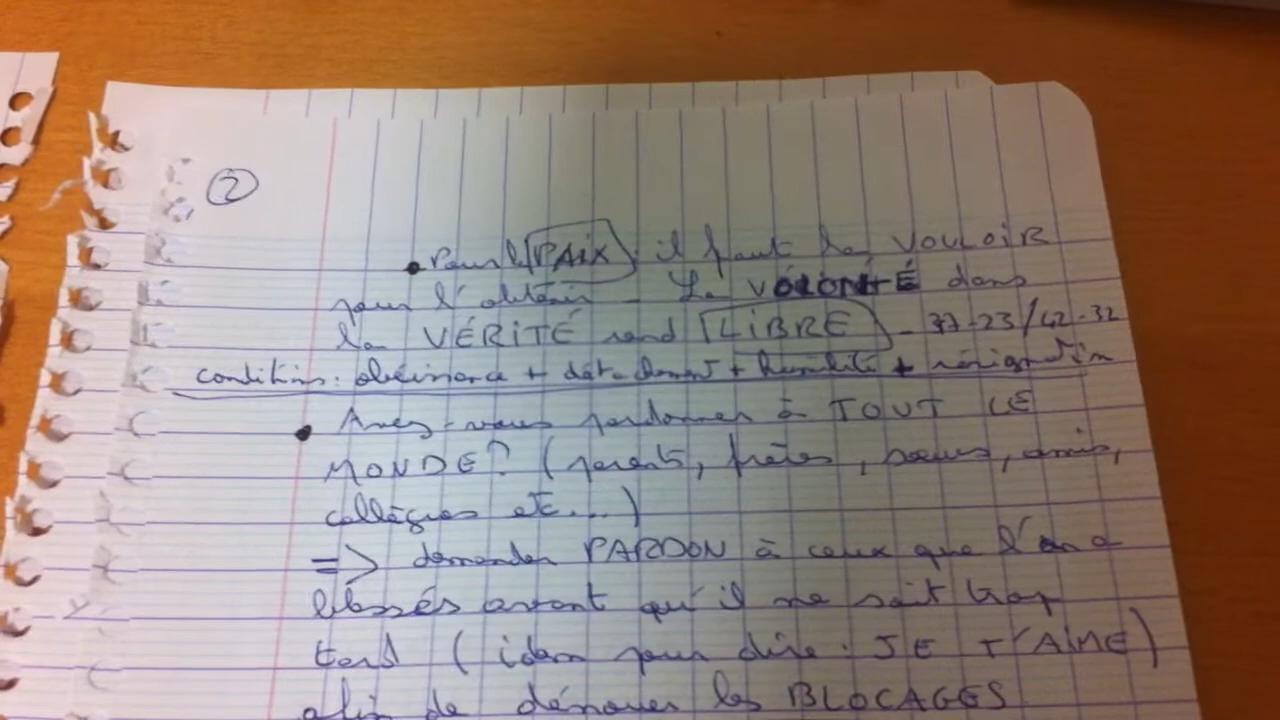 ②
• Pour la PAIX : il faut la VOULOIR
pour l'obtenir - La VOLONTÉ dans
la VÉRITÉ rend LIBRE - 37-23/42-32
conditions: obéissance + détachement + humilité + résignation
• Avez-vous pardonner à TOUT LE
MONDE? (parents, frères, sœurs, amis,
collègues etc...)
=> demander PARDON à ceux que l'on a
blessés avant qu'il ne soit trop
tard (idem pour dire : JE T'AIME)
afin de dénouer les BLOCAGES